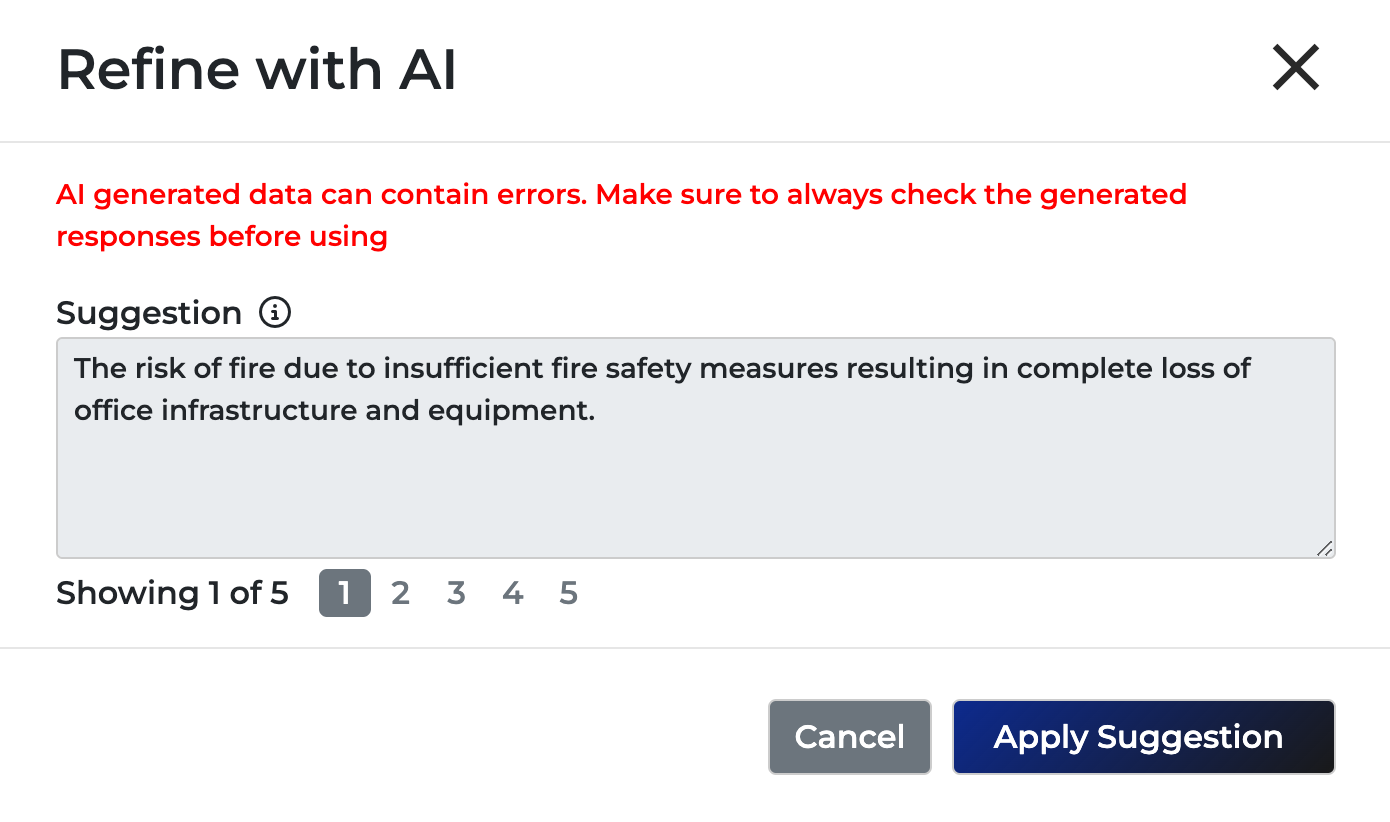 Refine with AI
AI generated data can contain errors. Make sure to always check the generated
responses before using
Suggestion
The risk of fire due to insufficient fire safety measures resulting in complete loss of
office infrastructure and equipment.
Showing 1 of 5 1 2 3 4 5
Cancel Apply Suggestion